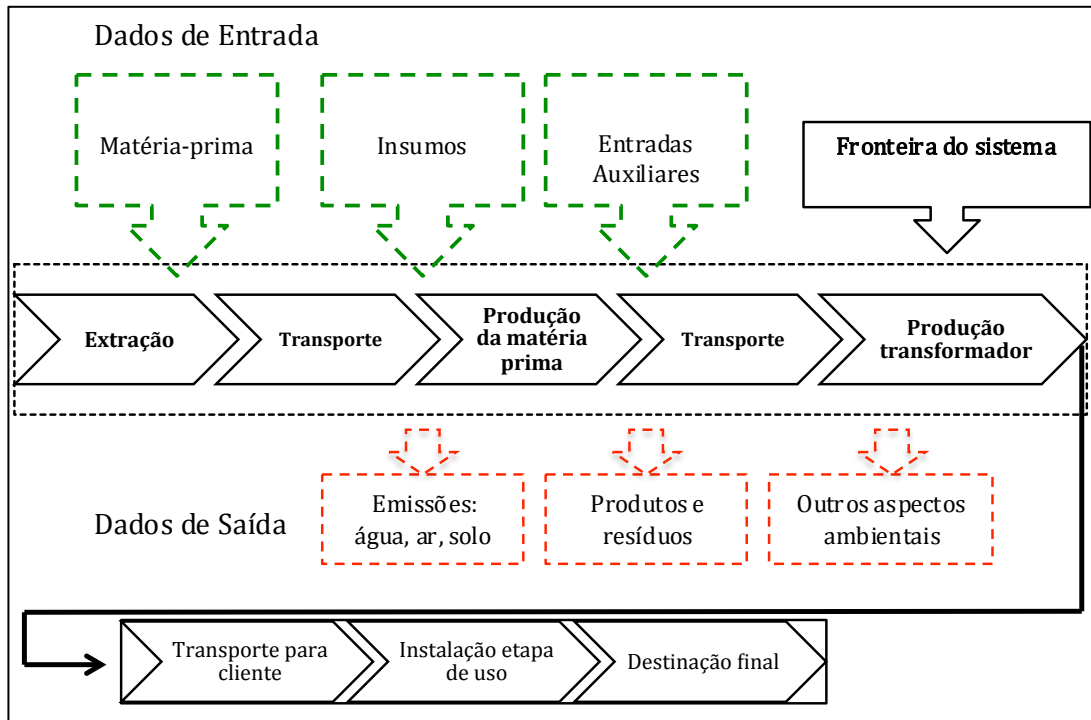 Dados de Entrada
Matéria-prima
Insumos
Entradas
Auxiliares
Fronteira do sistema
Extração
Transporte
Produção
da matéria
prima
Transporte
Produção
transformador
Dados de Saída
Emissões:
água, ar, solo
Produtos e
resíduos
Outros aspectos
ambientais
Transporte para
cliente
Instalação etapa
de uso
Destinação final